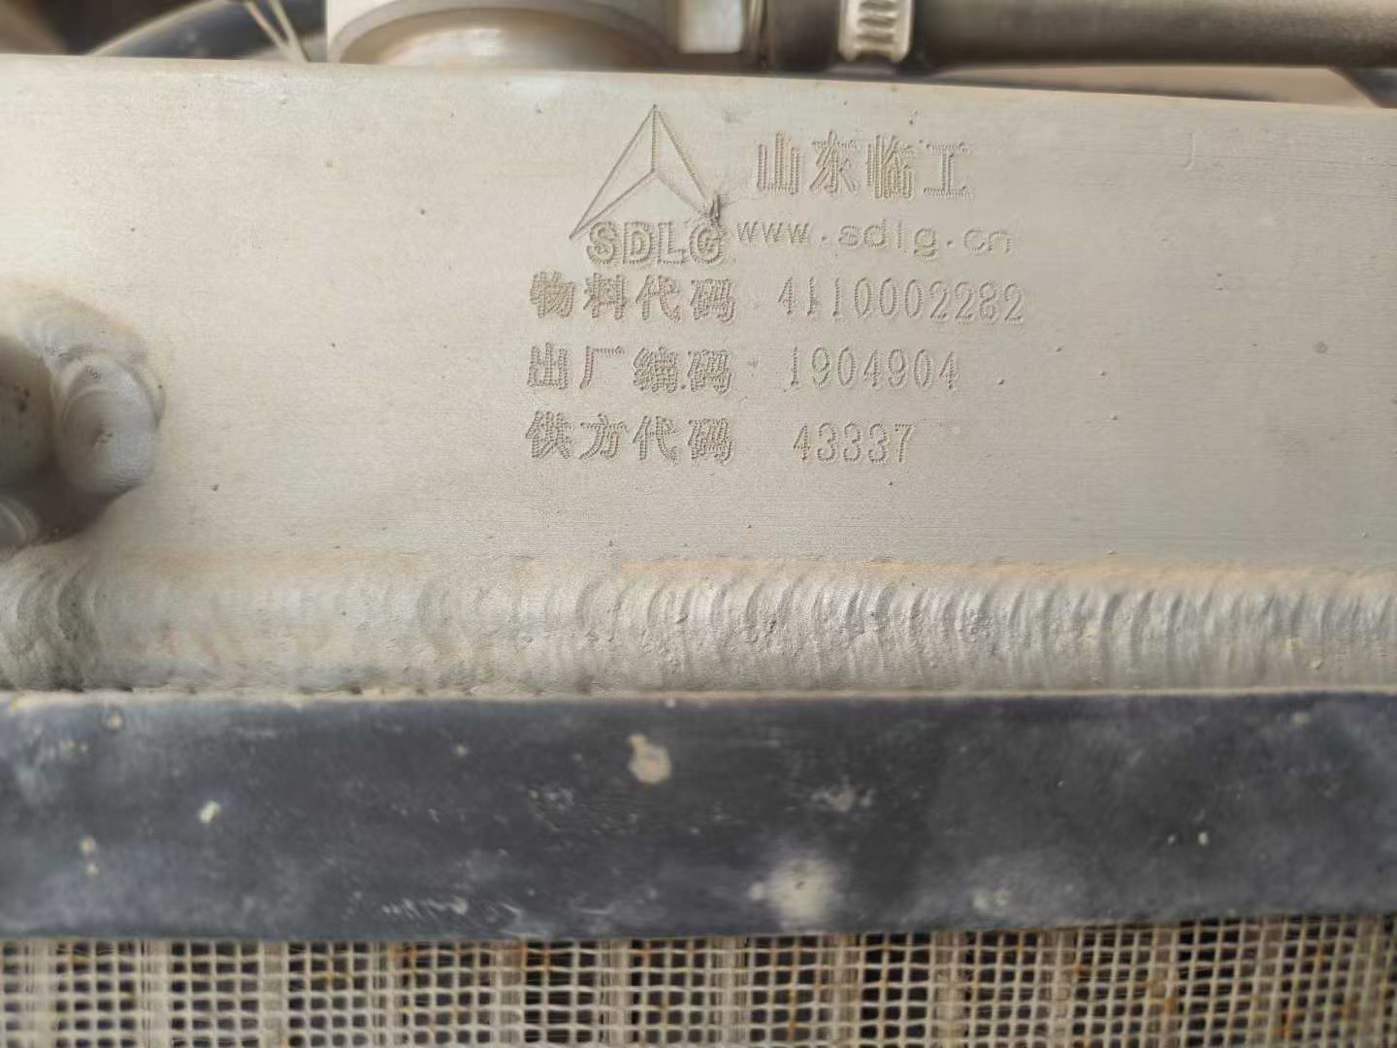 山东临工
SDLG www.sdlg.cn
物料代码 4110002282
出厂编码 1904904
供方代码 43337